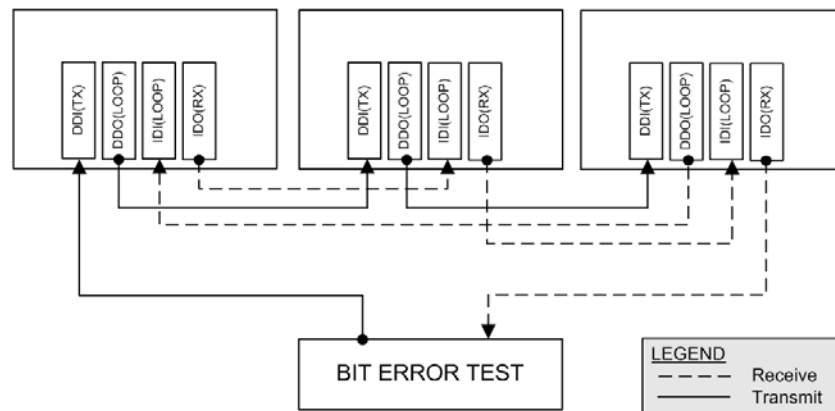 DDI(TX)
DDO(LOOP)
IDI(LOOP)
IDO(RX)
DDI(TX)
DDO(LOOP)
IDI(LOOP)
IDO(RX)
DDI(TX)
DDO(LOOP)
IDI(LOOP)
IDO(RX)
BIT ERROR TEST
LEGEND
Receive
Transmit